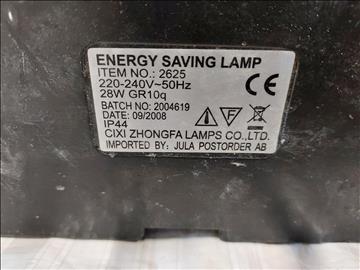 ENERGY SAVING LAMP
ITEM NO.: 2625
220-240V~50Hz
28W GR10q
BATCH NO: 2004619
DATE: 09/2008
IP44
CIXI ZHONGFA LAMPS CO.,LTD.
IMPORTED BY: JULA POSTORDER AB
CE